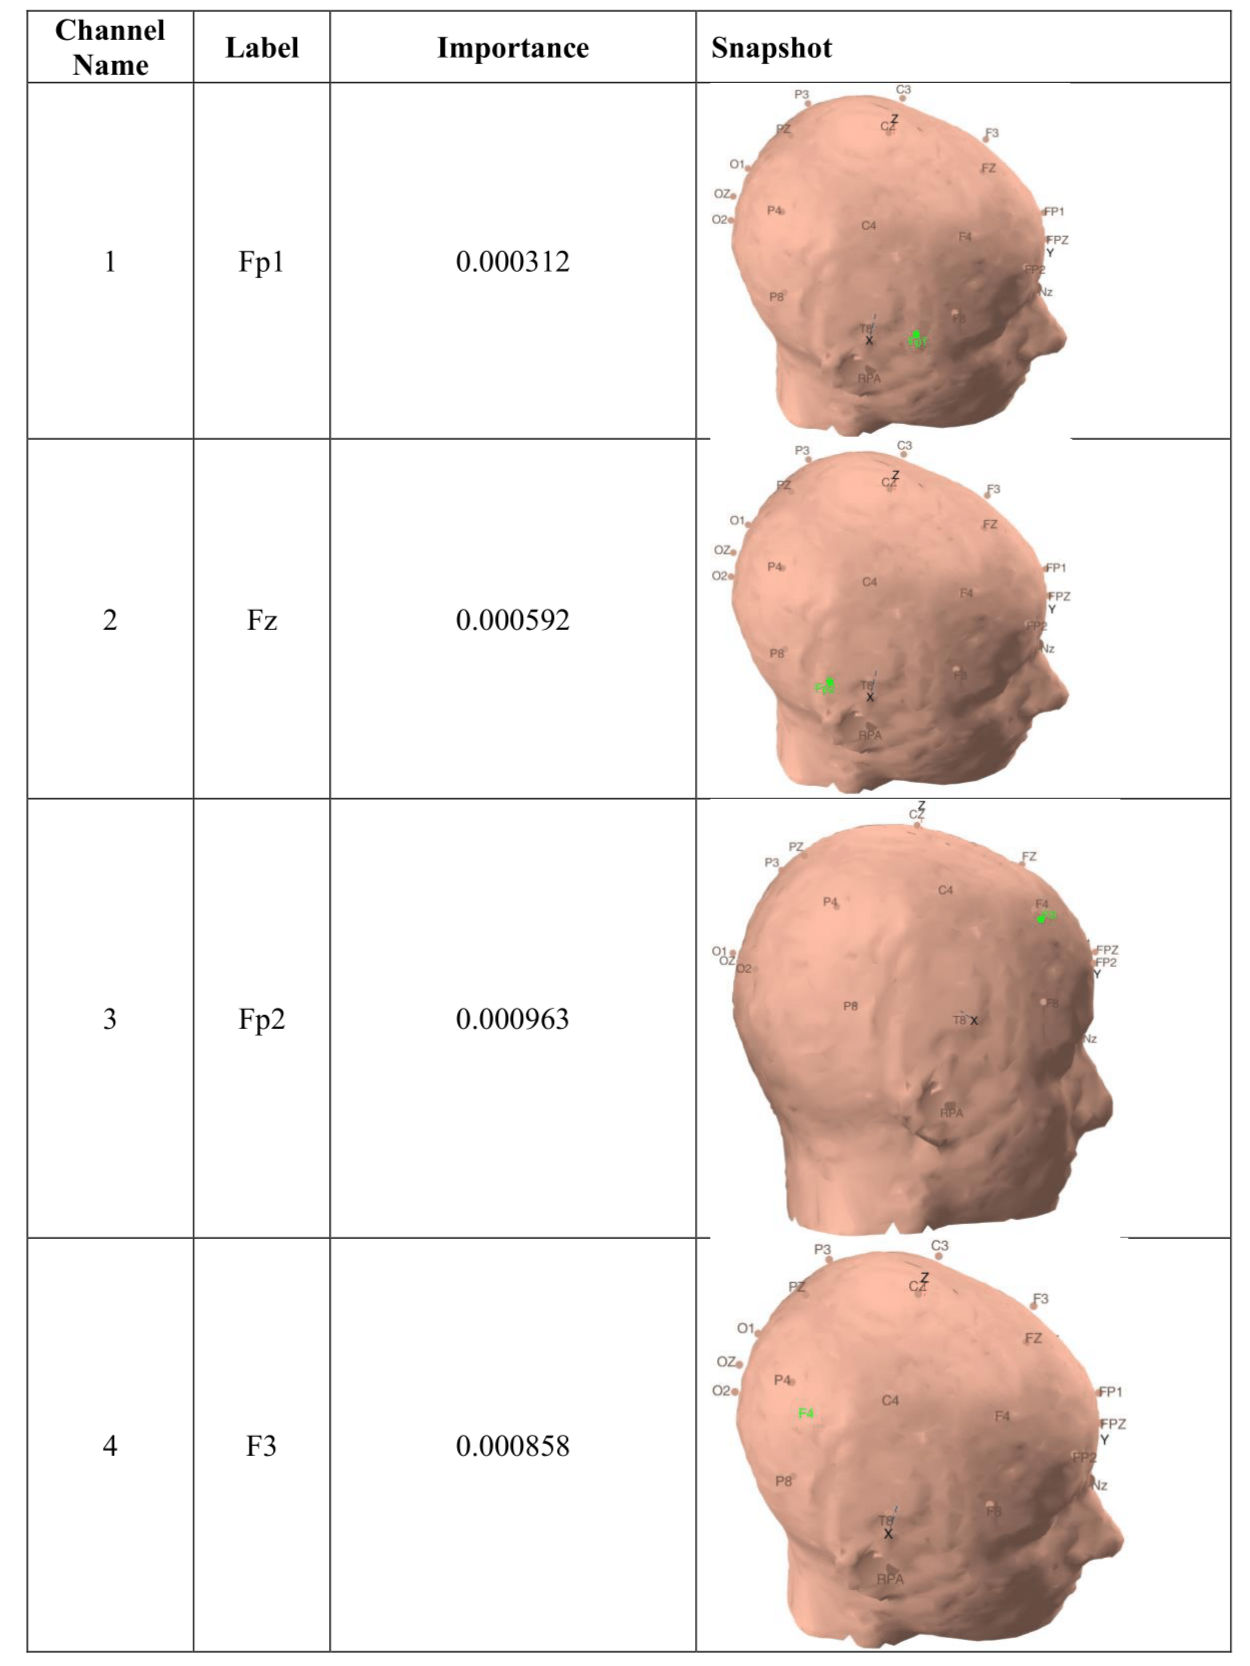 Channel Name
Label
Importance
Snapshot
1
Fp1
0.000312
P3
C3
PZ
Z
CZ
F3
O1
FZ
OZ
P4
FP1
O2
C4
F4
FPZ
Y
FP2
P8
Nz
F8
T8
X
RPA
2
Fz
0.000592
P3
C3
PZ
Z
CZ
F3
O1
FZ
OZ
P4
FP1
O2
C4
F4
FPZ
Y
FP2
P8
Nz
F8
T8
X
RPA
3
Fp2
0.000963
Z
CZ
PZ
FZ
P3
C4
P4
F4
O1
OZ
O2
FPZ
FP2
Y
P8
F8
T8
X
Nz
RPA
4
F3
0.000858
P3
C3
PZ
Z
CZ
F3
O1
FZ
OZ
P4
O2
FP1
C4
F4
F4
FPZ
Y
FP2
P8
Nz
F8
T8
X
RPA